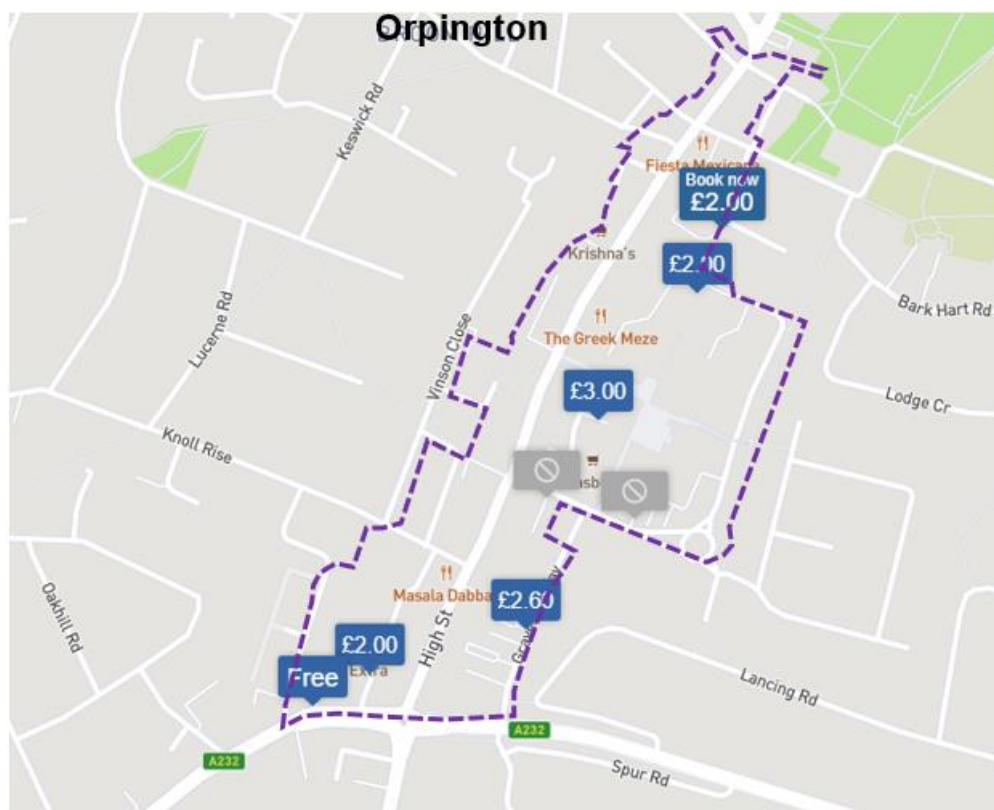 Orpington
Keswick Rd
Fiesta Mexicana
Book now
£2.00
Krishna's
£2.00
Bark Hart Rd
Lucerne Rd
The Greek Meze
Vinson Close
£3.00
Lodge Cr
Knoll Rise
Masala Dabba
£2.60
Oakhill Rd
High St
£2.00
Free
Lancing Rd
A232
A232
Spur Rd